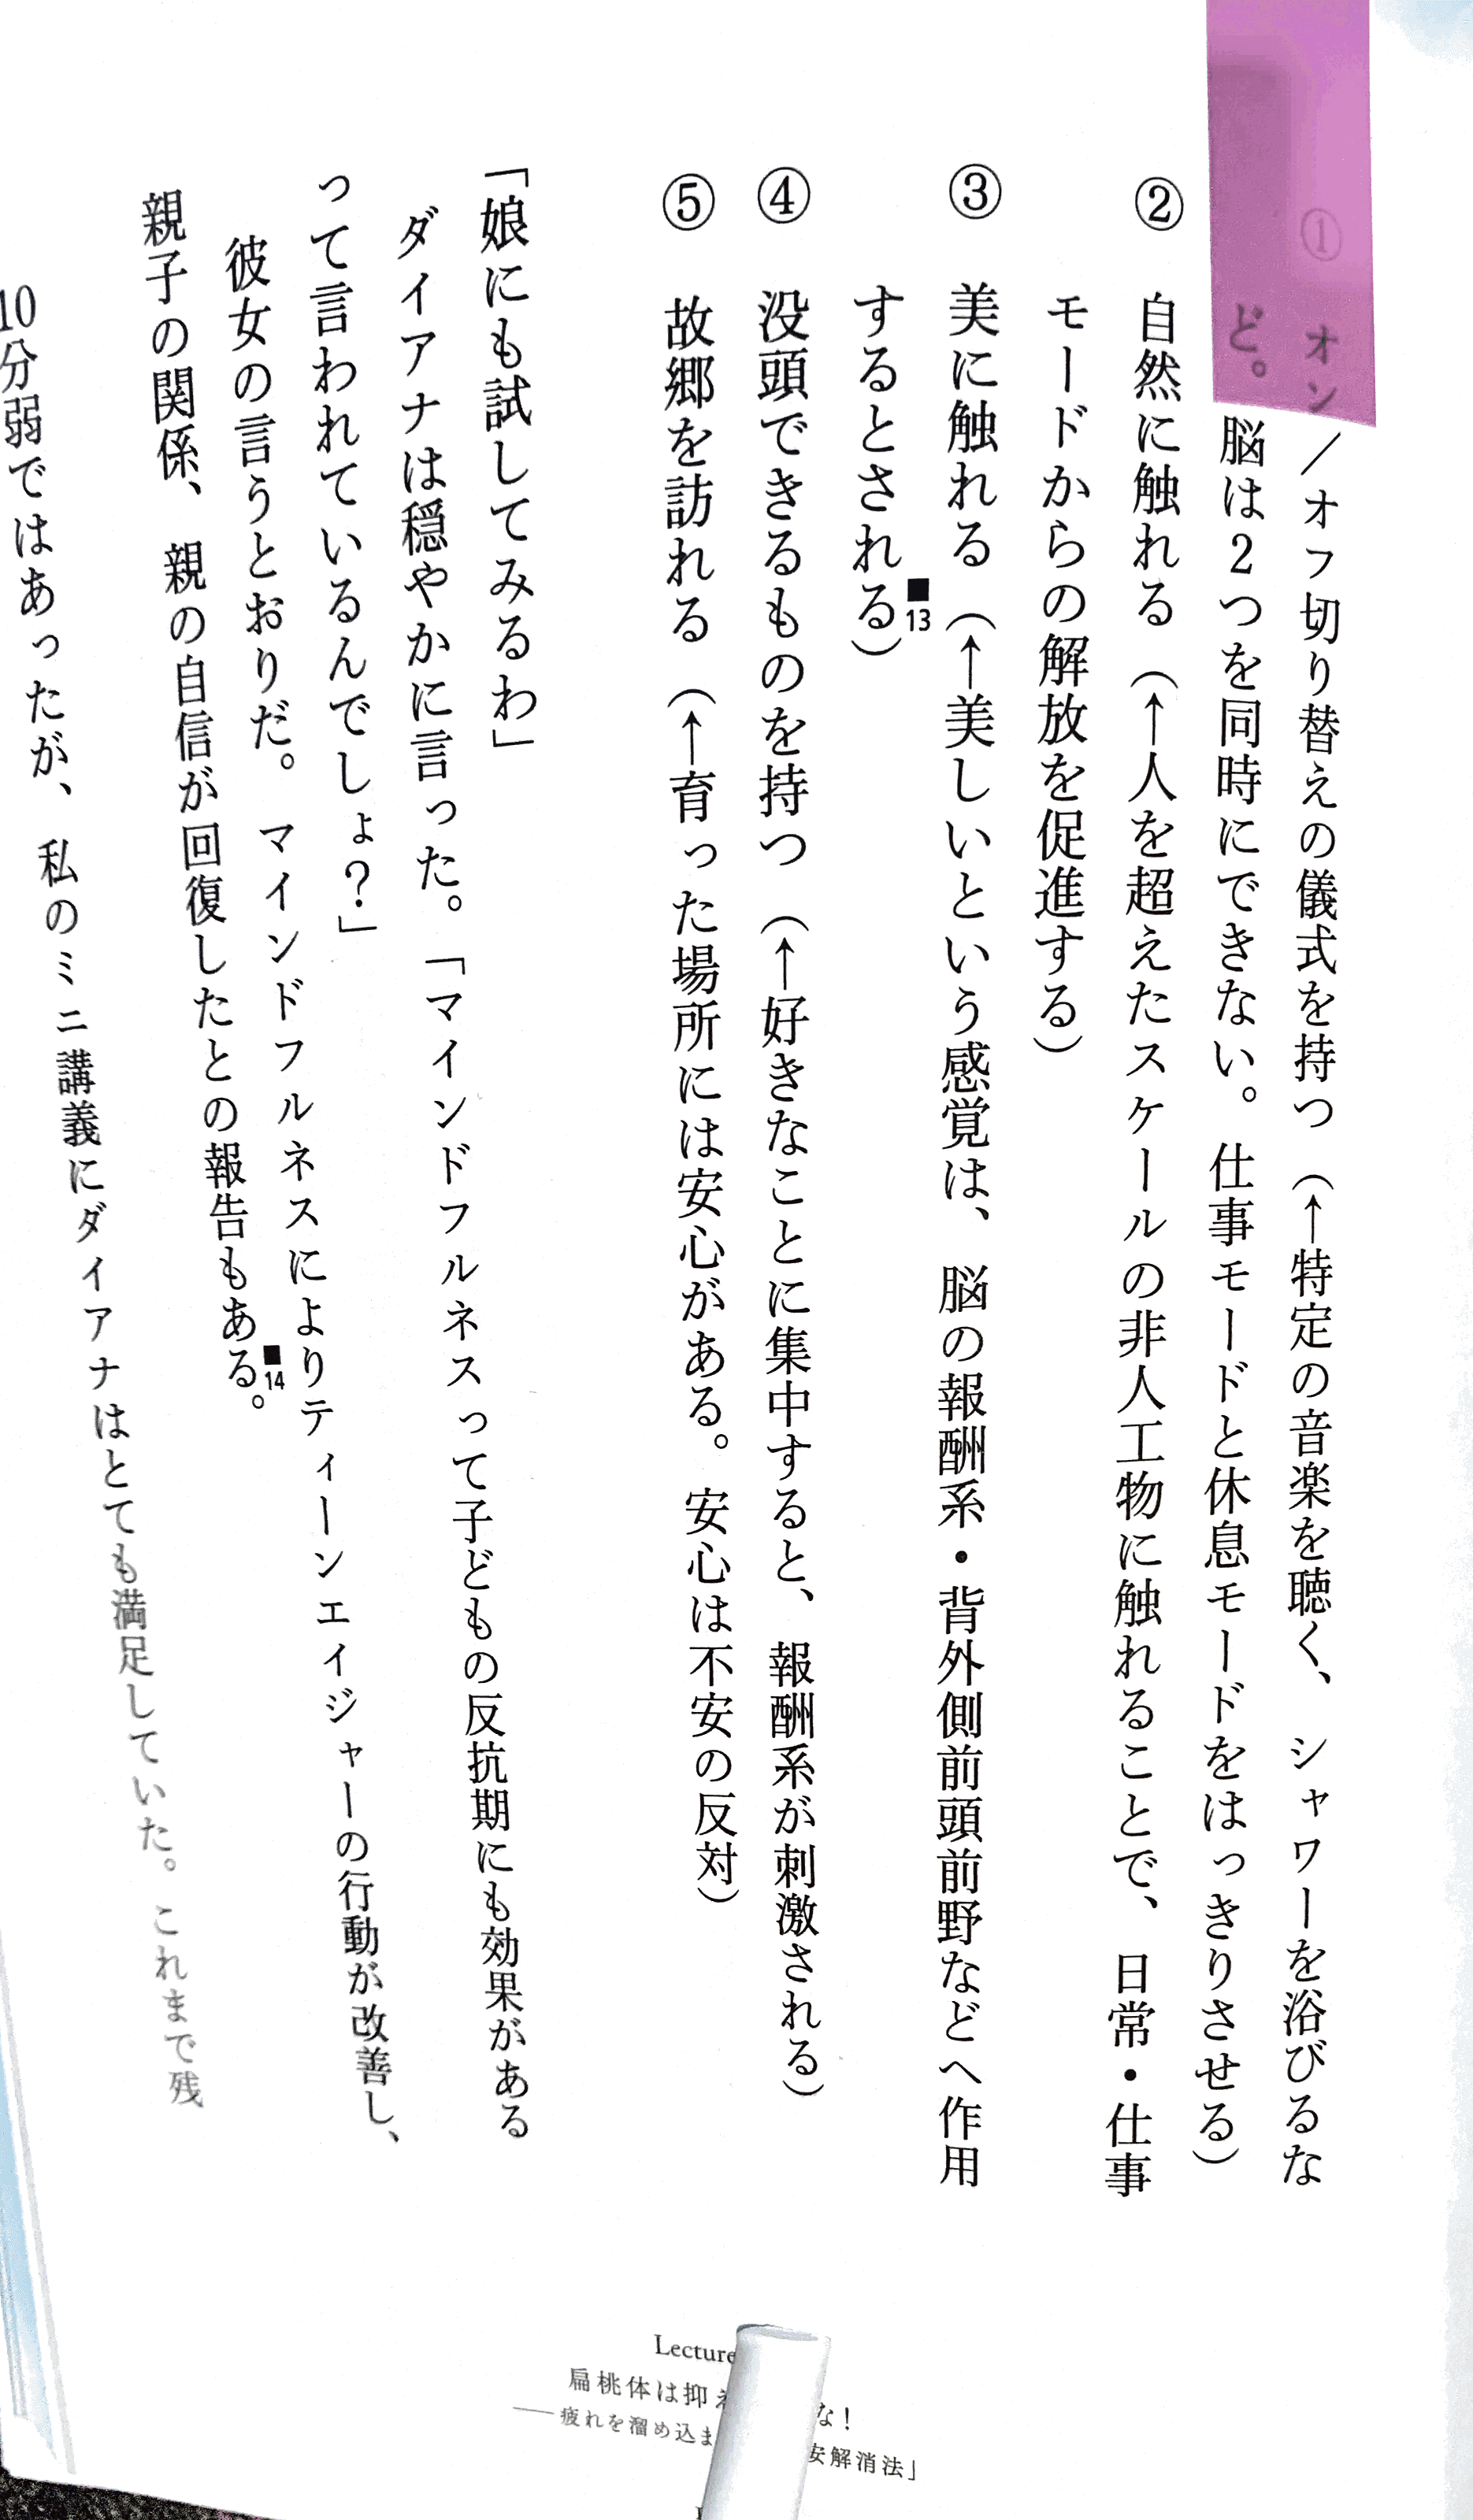 ① オン／オフ切り替えの儀式を持つ（←特定の音楽を聴く、シャワーを浴びるな
ど。脳は2つを同時にできない。仕事モードと休息モードをはっきりさせる）
② 自然に触れる（←人を超えたスケールの非人工物に触れることで、日常・仕事
モードからの解放を促進する）
③ 美に触れる（←美しいという感覚は、脳の報酬系・背外側前頭前野などへ作用
するとされる）■13
④ 没頭できるものを持つ（←好きなことに集中すると、報酬系が刺激される）
⑤ 故郷を訪れる（←育った場所には安心がある。安心は不安の反対）
「娘にも試してみるわ」
ダイアナは穏やかに言った。「マインドフルネスって子どもの反抗期にも効果がある
って言われているんでしょ？」
彼女の言うとおりだ。マインドフルネスによりティーンエイジャーの行動が改善し、
親子の関係、親の自信が回復したとの報告もある。■14
10分弱ではあったが、私のミニ講義にダイアナはとても満足していた。これまで残
Lecture
扁桃体は抑え な！
──疲れを溜め込ま 安解消法」